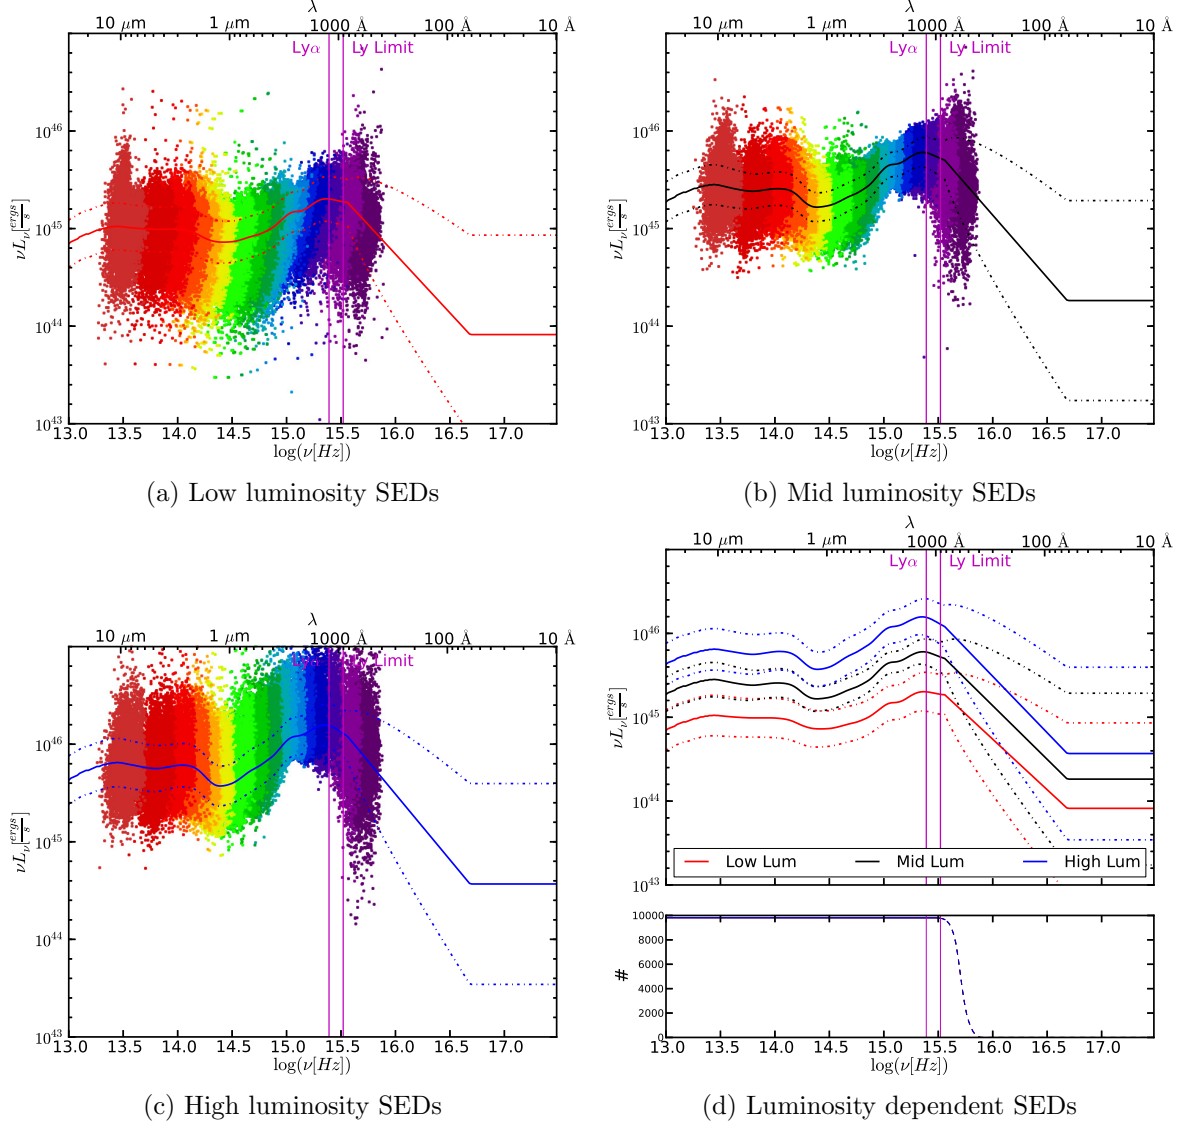 λ
10 μm 1 μm 1000 Å 100 Å 10 Å
Lyα Ly Limit
10^46
10^45
10^44
10^43
νL_ν[ergs/s]
13.0 13.5 14.0 14.5 15.0 15.5 16.0 16.5 17.0
log(ν[Hz])
(a) Low luminosity SEDs
λ
10 μm 1 μm 1000 Å 100 Å 10 Å
Lyα Ly Limit
10^46
10^45
10^44
10^43
νL_ν[ergs/s]
13.0 13.5 14.0 14.5 15.0 15.5 16.0 16.5 17.0
log(ν[Hz])
(b) Mid luminosity SEDs
λ
10 μm 1 μm 1000 Å 100 Å 10 Å
Limit
10^46
10^45
10^44
10^43
νL_ν[ergs/s]
13.0 13.5 14.0 14.5 15.0 15.5 16.0 16.5 17.0
log(ν[Hz])
(c) High luminosity SEDs
λ
10 μm 1 μm 1000 Å 100 Å 10 Å
Lyα Ly Limit
10^46
10^45
10^44
10^43
νL_ν[ergs/s]
Low Lum Mid Lum High Lum
10000
8000
6000
4000
2000
0
#
13.0 13.5 14.0 14.5 15.0 15.5 16.0 16.5 17.0
log(ν[Hz])
(d) Luminosity dependent SEDs